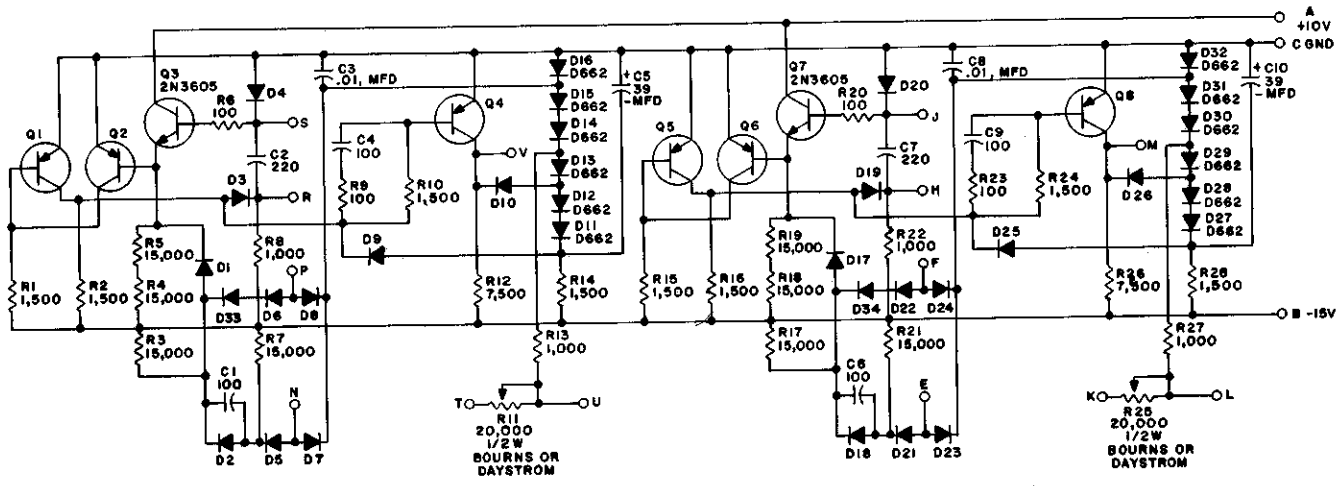 A
+10V
C GND
B -15V
Q3
2N3605
R6
100
D4
S
C2
220
R
D3
Q1
Q2
R5
15,000
R4
15,000
R3
15,000
D1
R8
1,000
P
R1
1,500
R2
1,500
D33
D6
D8
R7
15,000
C1
100
N
D2
D5
D7
C3
.01, MFD
C4
100
R9
100
R10
1,500
D9
Q4
V
D10
R12
7,500
D16
D662
D15
D662
D14
D662
D13
D662
D12
D662
D11
D662
+ C5
39
-MFD
R14
1,500
R13
1,000
T
U
R11
20,000
1/2W
BOURNS OR
DAYSTROM
Q7
2N3605
R20
100
D20
J
C7
220
D19
M
Q5
Q6
R19
15,000
R18
15,000
R17
15,000
D17
R22
1,000
F
R15
1,500
R16
1,500
D34
D22
D24
R21
15,000
C6
100
E
D18
D21
D23
C8
.01, MFD
C9
100
R23
100
R24
1,500
D25
Q8
M
D26
R26
7,500
D32
D662
D31
D662
D30
D662
D29
D662
D28
D662
D27
D662
+ C10
39
-MFD
R28
1,500
R27
1,000
K
L
R25
20,000
1/2W
BOURNS OR
DAYSTROM